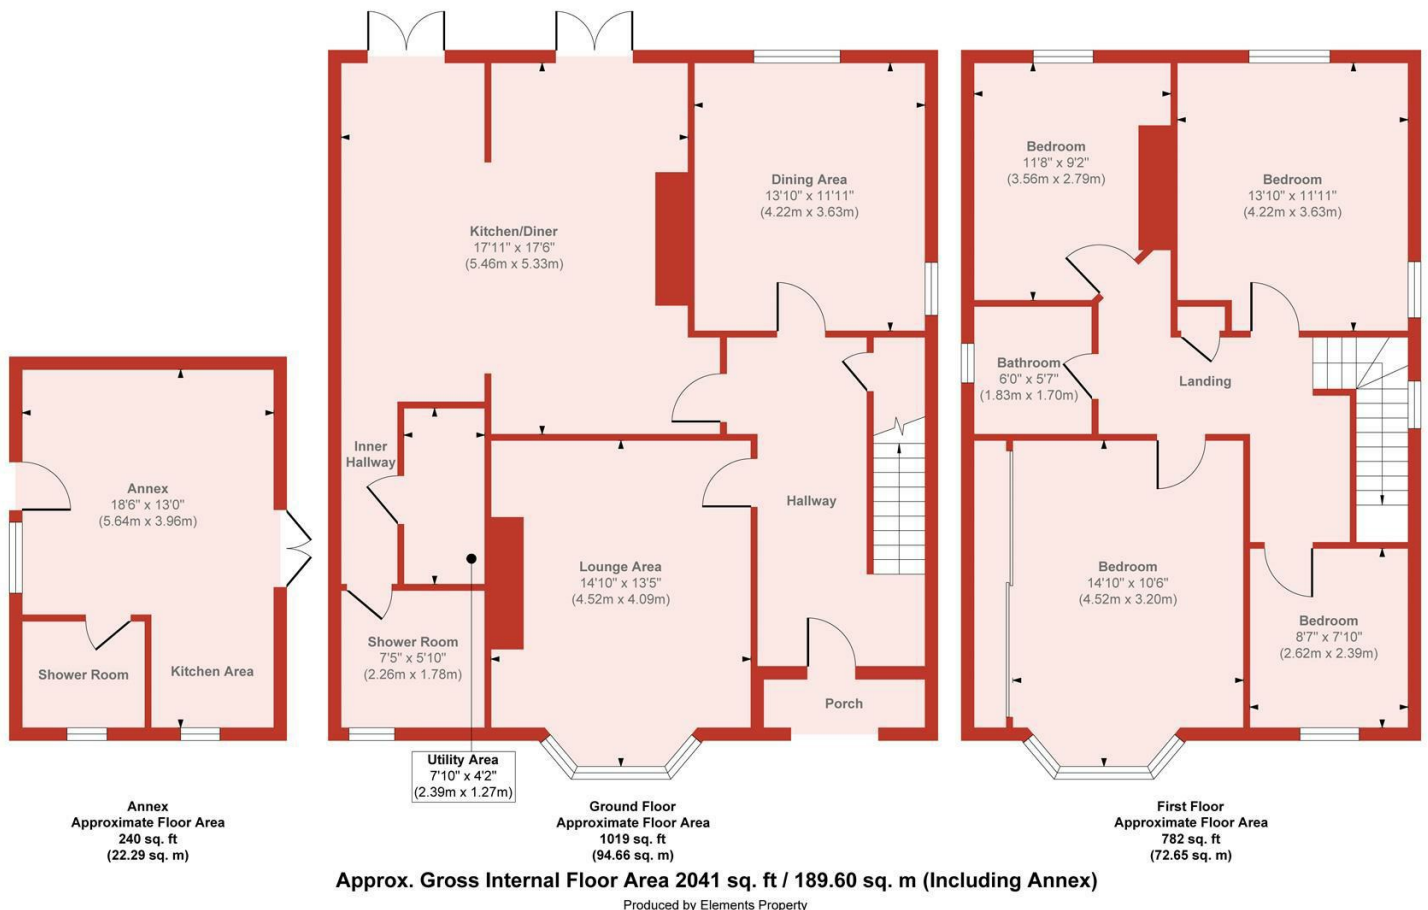 Annex
18'6" x 13'0"
(5.64m x 3.96m)
Shower Room
Kitchen Area
Annex
Approximate Floor Area
240 sq. ft
(22.29 sq. m)
Kitchen/Diner
17'11" x 17'6"
(5.46m x 5.33m)
Dining Area
13'10" x 11'11"
(4.22m x 3.63m)
Inner
Hallway
Hallway
Lounge Area
14'10" x 13'5"
(4.52m x 4.09m)
Shower Room
7'5" x 5'10"
(2.26m x 1.78m)
Porch
Utility Area
7'10" x 4'2"
(2.39m x 1.27m)
Ground Floor
Approximate Floor Area
1019 sq. ft
(94.66 sq. m)
Bedroom
11'8" x 9'2"
(3.56m x 2.79m)
Bedroom
13'10" x 11'11"
(4.22m x 3.63m)
Bathroom
6'0" x 5'7"
(1.83m x 1.70m)
Landing
Bedroom
14'10" x 10'6"
(4.52m x 3.20m)
Bedroom
8'7" x 7'10"
(2.62m x 2.39m)
First Floor
Approximate Floor Area
782 sq. ft
(72.65 sq. m)
Approx. Gross Internal Floor Area 2041 sq. ft / 189.60 sq. m (Including Annex)
Produced by Elements Property